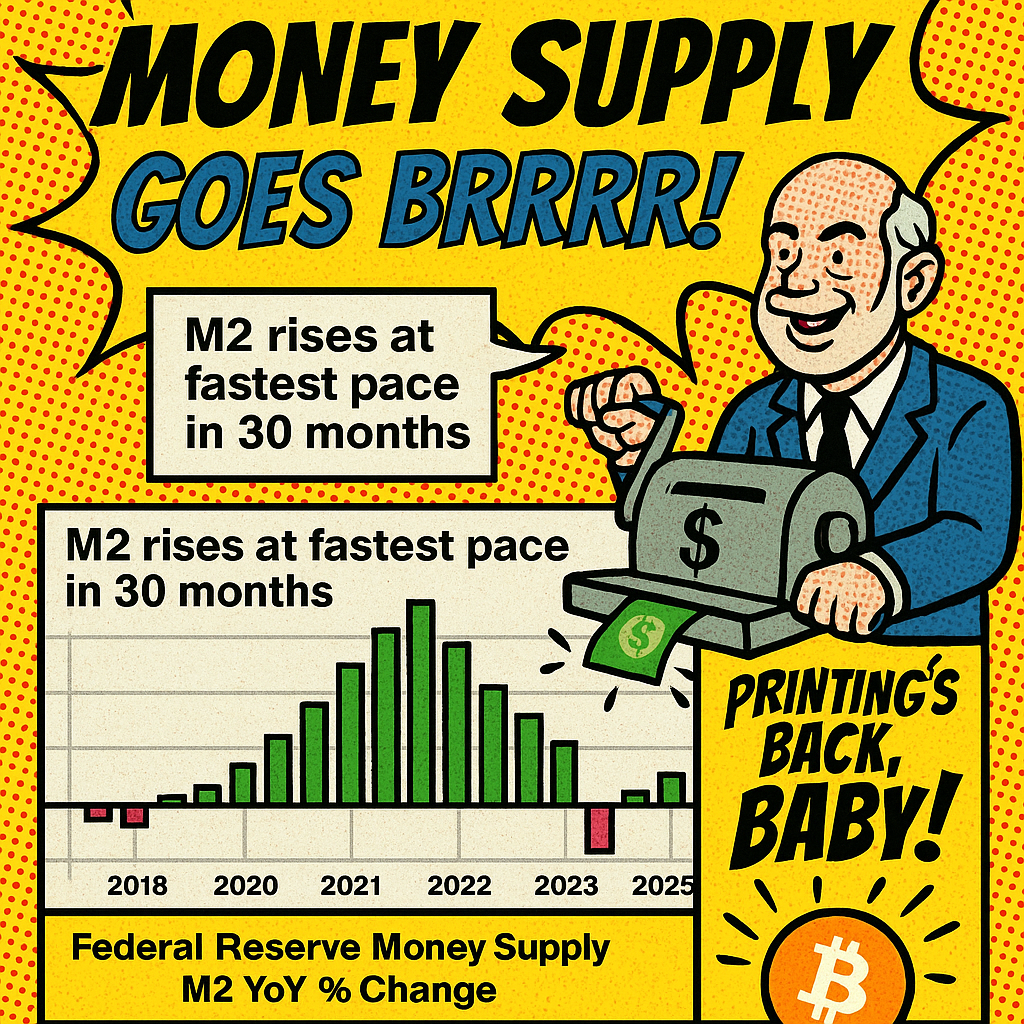 MONEY SUPPLY
GOES BRRRR!
M2 rises at
fastest pace
in 30 months
M2 rises at fastest pace
in 30 months
$
$
2018 2020 2021 2022 2023 2025
Federal Reserve Money Supply
M2 YoY % Change
PRINTING'S
BACK,
BABY!
₿